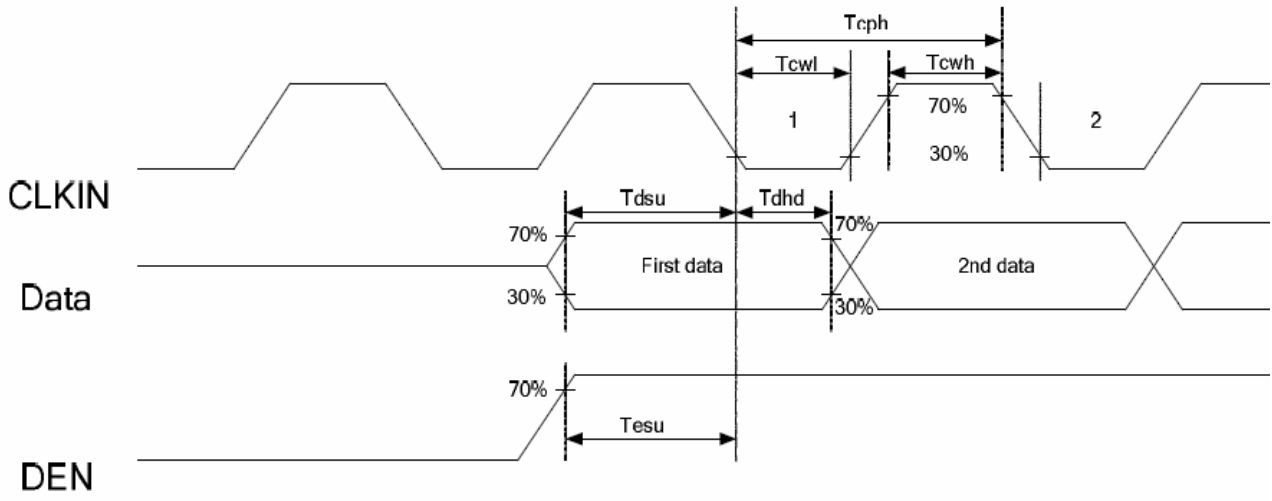 Tcph
Tcwl
Tcwh
1
70%
2
30%
CLKIN
Tdsu
Tdhd
70%
70%
First data
2nd data
Data
30%
30%
70%
Tesu
DEN